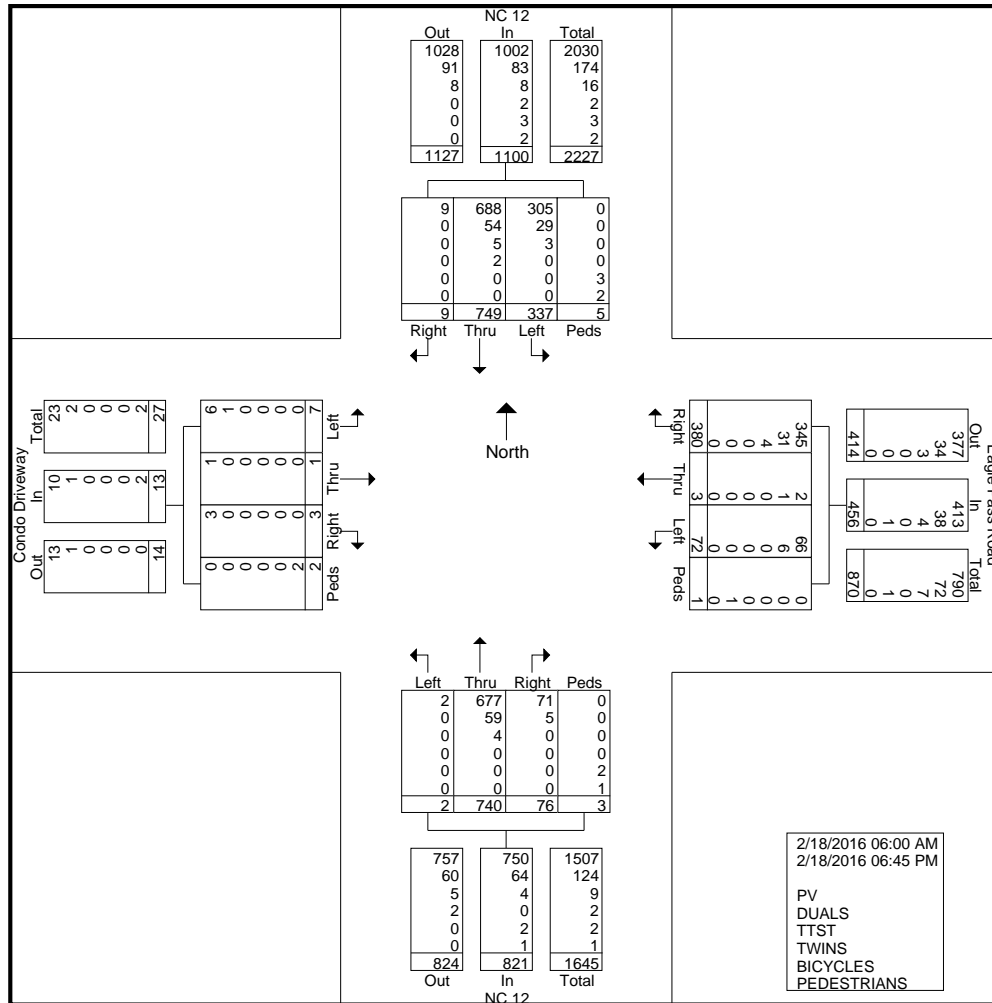 NC 12
Out In Total
1028 1002 2030
91 83 174
8 8 16
0 2 2
0 3 3
0 2 2
1127 1100 2227
9 688 305 0
0 54 29 0
0 5 3 0
0 2 0 0
0 0 0 3
0 0 0 2
9 749 337 5
Right Thru Left Peds
Condo Driveway
Total
23 2 0 0 0 2 27
In
10 1 0 0 0 2 13
Out
13 1 0 0 0 0 14
6 1 0 0 0 0 7
Left
1 0 0 0 0 0 1
Thru
3 0 0 0 0 0 3
Right
0 0 0 0 0 2 2
Peds
North
Right
345 31 4 0 0 0 380
Thru
2 1 0 0 0 0 3
Left
66 6 0 0 0 0 72
Peds
0 0 0 0 1 0 1
Eagle Pass Road
Out
377 34 3 0 0 0 414
In
413 38 4 0 1 0 456
Total
790 72 7 0 1 0 870
Left Thru Right Peds
2 677 71 0
0 59 5 0
0 4 0 0
0 0 0 0
0 0 0 2
0 0 0 1
2 740 76 3
757 750 1507
60 64 124
5 4 9
2 0 2
0 2 2
0 1 1
824 821 1645
Out In Total
NC 12
2/18/2016 06:00 AM
2/18/2016 06:45 PM
PV
DUALS
TTST
TWINS
BICYCLES
PEDESTRIANS